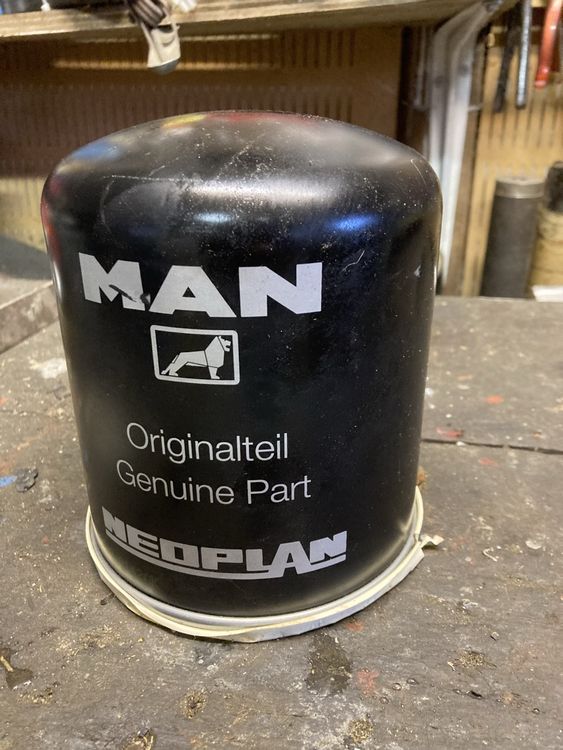 MAN
Originalteil
Genuine Part
NEOPLAN